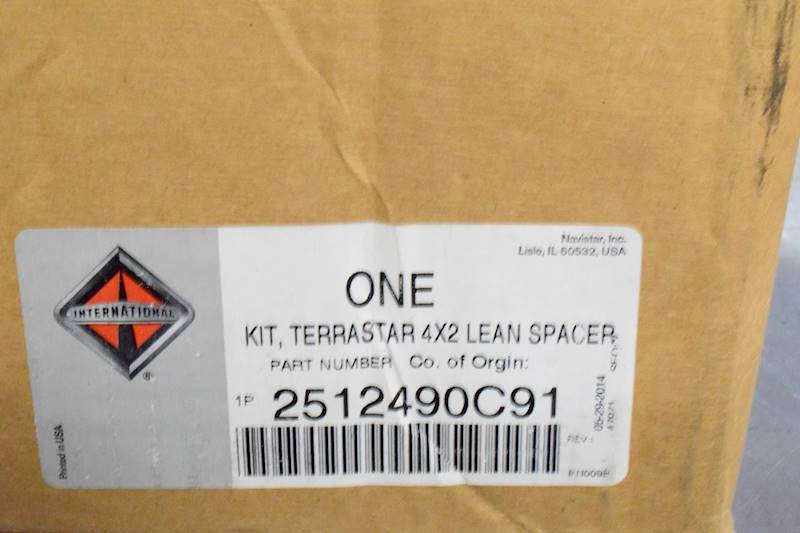 Navistar, Inc.
Lisle, IL 60532, USA
INTERNATIONAL
®
ONE
KIT, TERRASTAR 4X2 LEAN SPACER
PART NUMBER Co. of Orgin:
1P 2512490C91
05-29-2014
REV:
Printed in USA